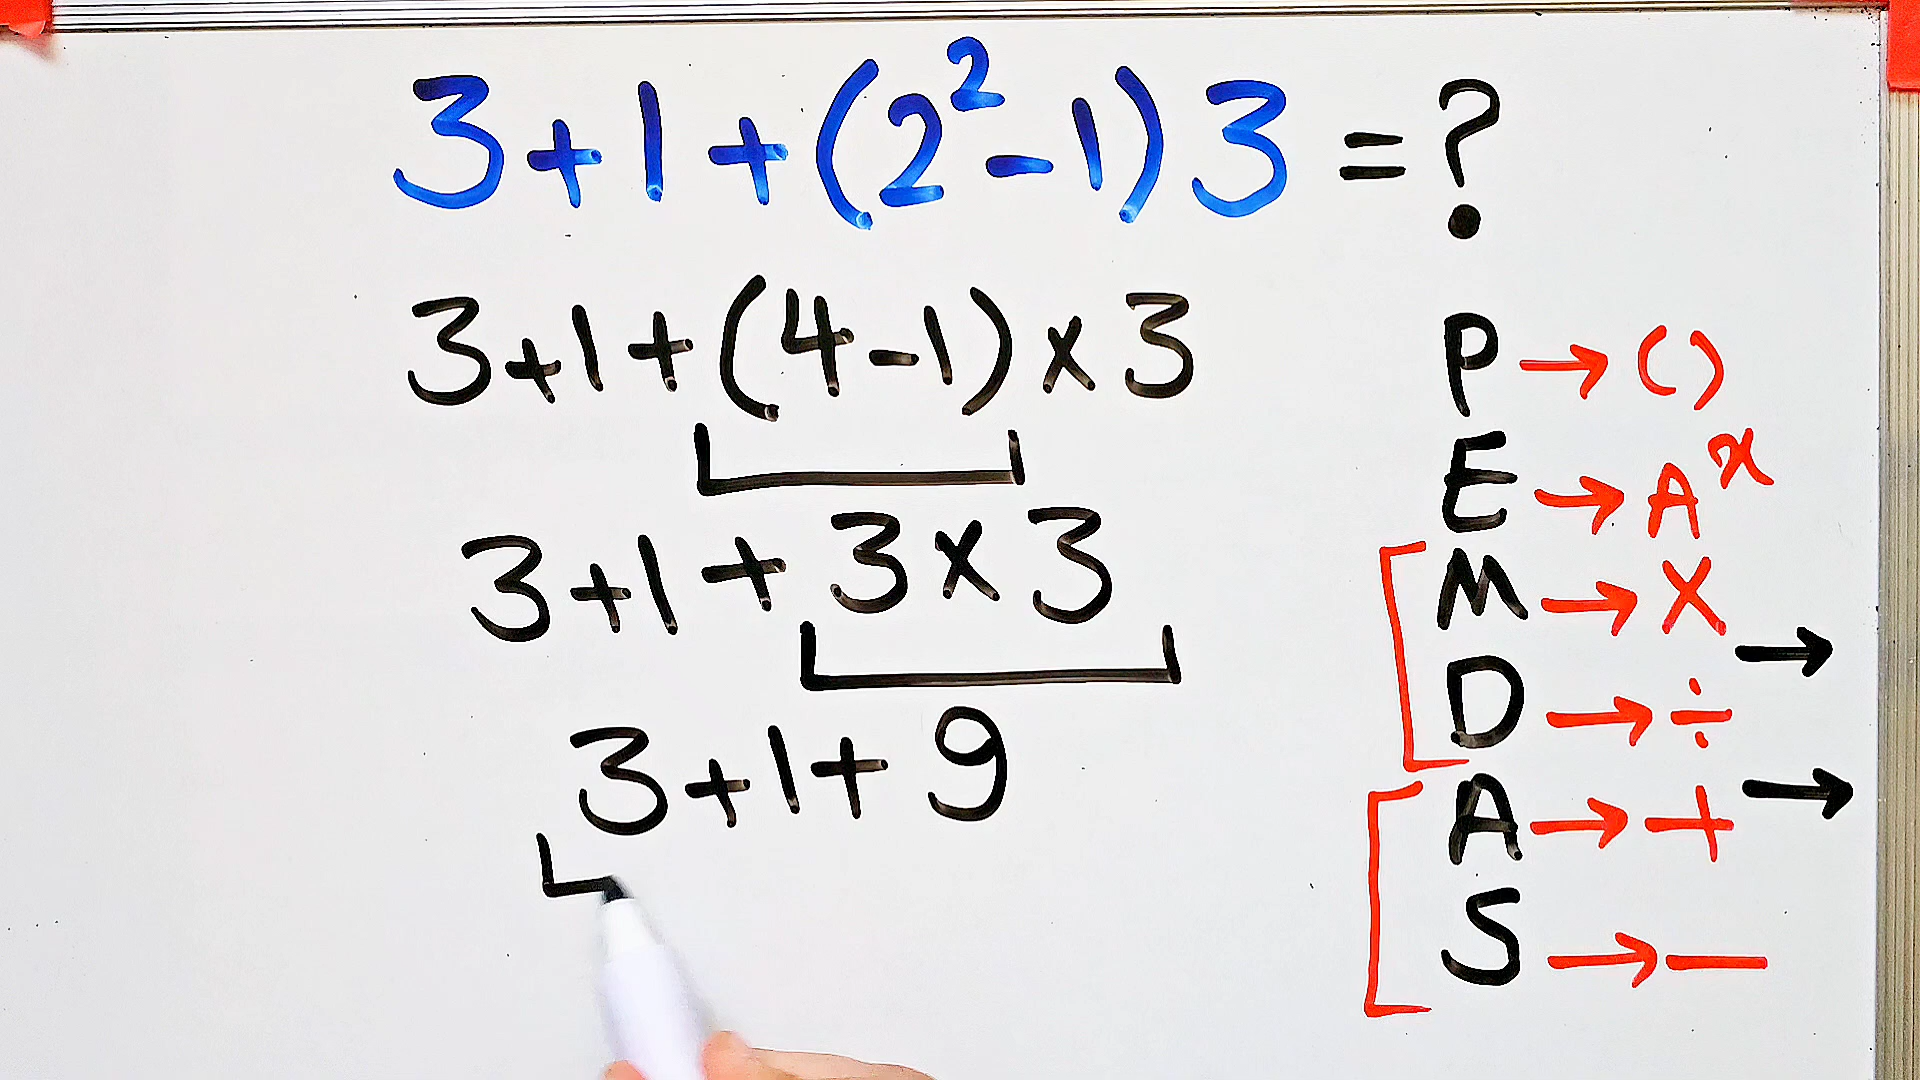 3+1+(2²-1)3=?
3+1+(4-1)×3
3+1+3×3
3+1+9
P→()
E→Aˣ
M→×
D→÷
A→+
S→−